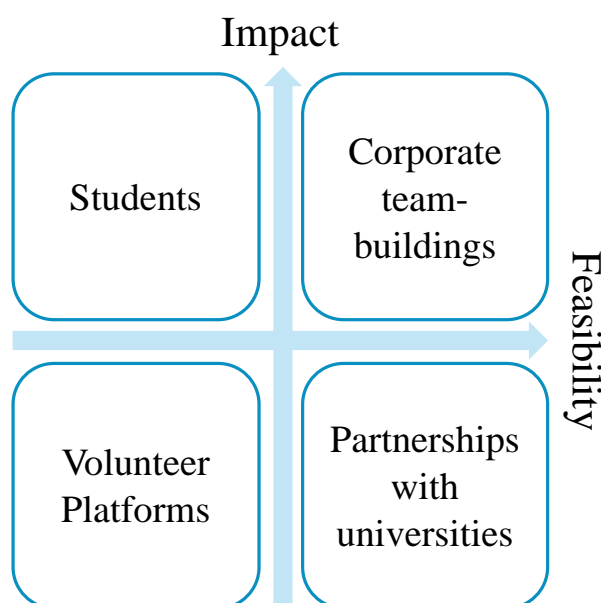 Impact
Students
Corporate
team-
buildings
Feasibility
Volunteer
Platforms
Partnerships
with
universities